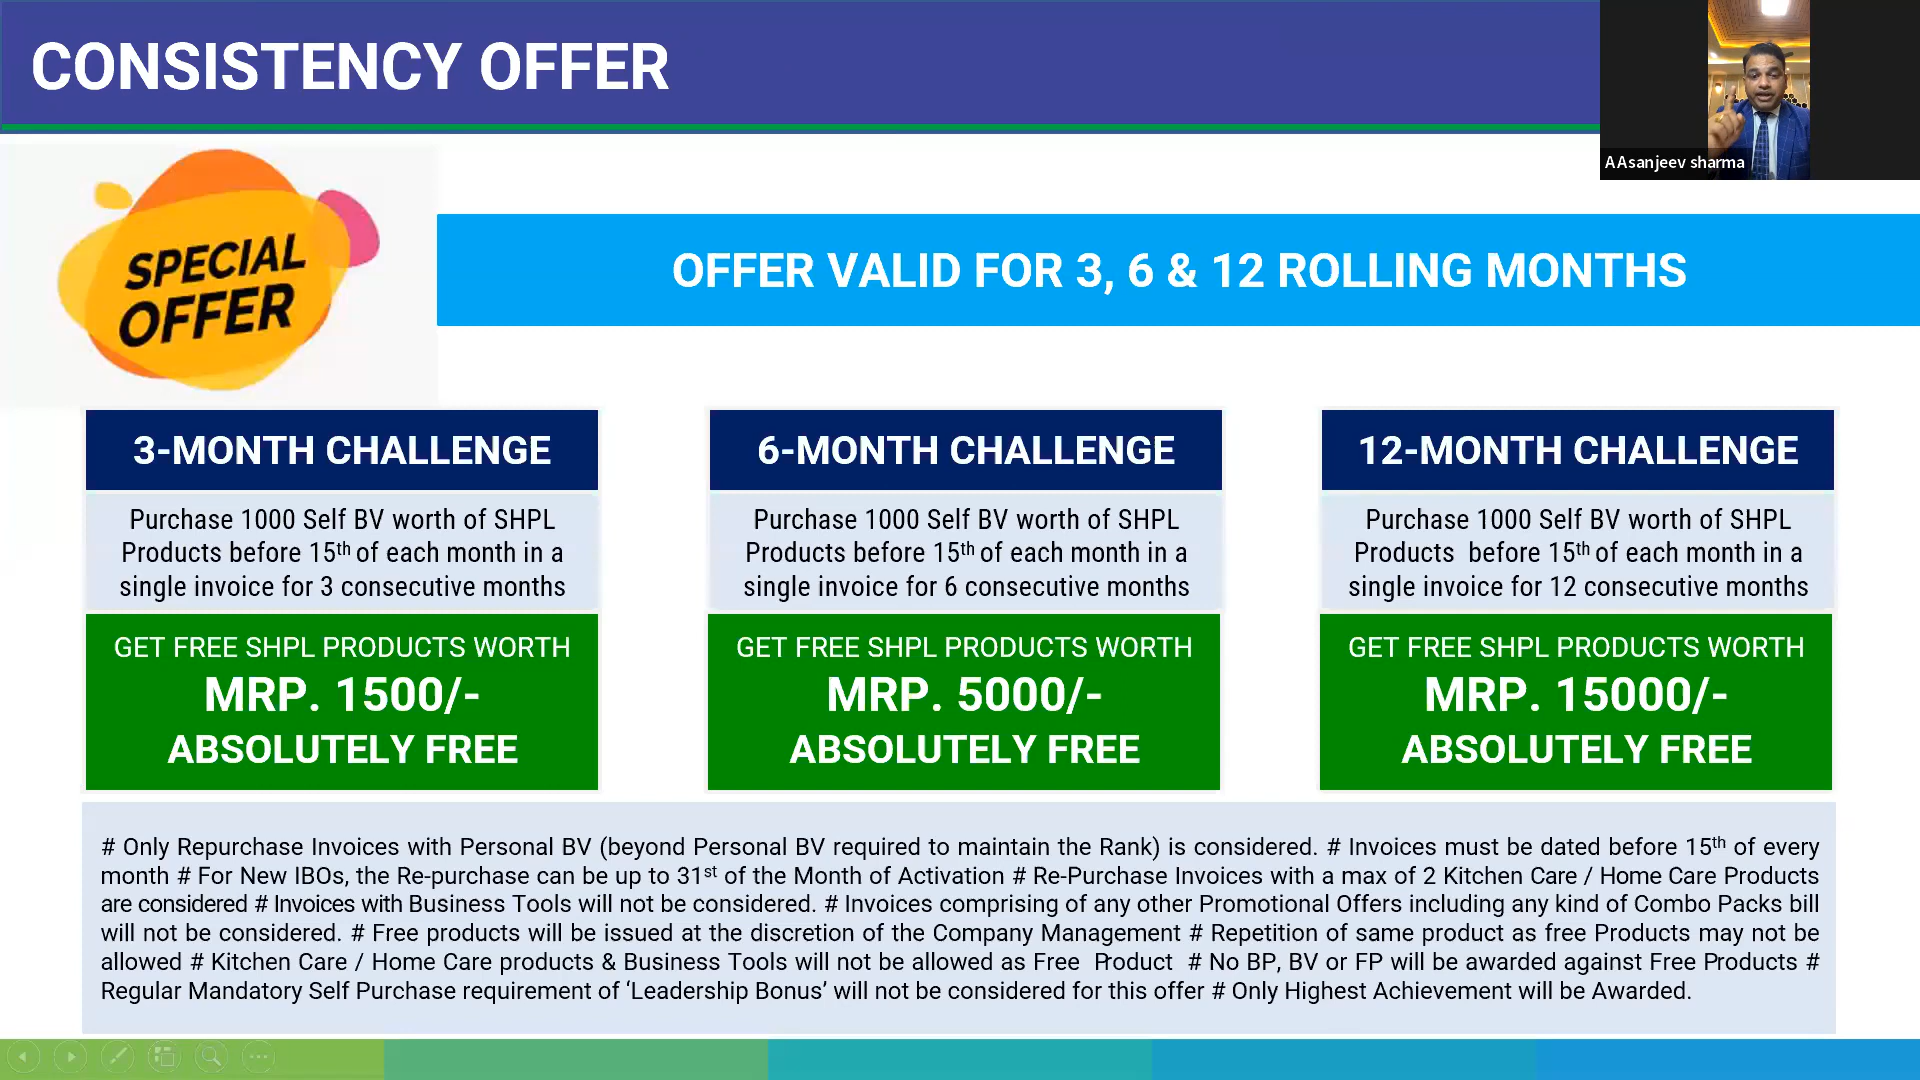 CONSISTENCY OFFER
AAsanjeev sharma
SPECIAL
OFFER
OFFER VALID FOR 3, 6 & 12 ROLLING MONTHS
3-MONTH CHALLENGE
Purchase 1000 Self BV worth of SHPL
Products before 15th of each month in a
single invoice for 3 consecutive months
GET FREE SHPL PRODUCTS WORTH
MRP. 1500/-
ABSOLUTELY FREE
6-MONTH CHALLENGE
Purchase 1000 Self BV worth of SHPL
Products before 15th of each month in a
single invoice for 6 consecutive months
GET FREE SHPL PRODUCTS WORTH
MRP. 5000/-
ABSOLUTELY FREE
12-MONTH CHALLENGE
Purchase 1000 Self BV worth of SHPL
Products before 15th of each month in a
single invoice for 12 consecutive months
GET FREE SHPL PRODUCTS WORTH
MRP. 15000/-
ABSOLUTELY FREE
# Only Repurchase Invoices with Personal BV (beyond Personal BV required to maintain the Rank) is considered. # Invoices must be dated before 15th of every
month # For New IBOs, the Re-purchase can be up to 31st of the Month of Activation # Re-Purchase Invoices with a max of 2 Kitchen Care / Home Care Products
are considered # Invoices with Business Tools will not be considered. # Invoices comprising of any other Promotional Offers including any kind of Combo Packs bill
will not be considered. # Free products will be issued at the discretion of the Company Management # Repetition of same product as free Products may not be
allowed # Kitchen Care / Home Care products & Business Tools will not be allowed as Free Product # No BP, BV or FP will be awarded against Free Products #
Regular Mandatory Self Purchase requirement of ‘Leadership Bonus’ will not be considered for this offer # Only Highest Achievement will be Awarded.